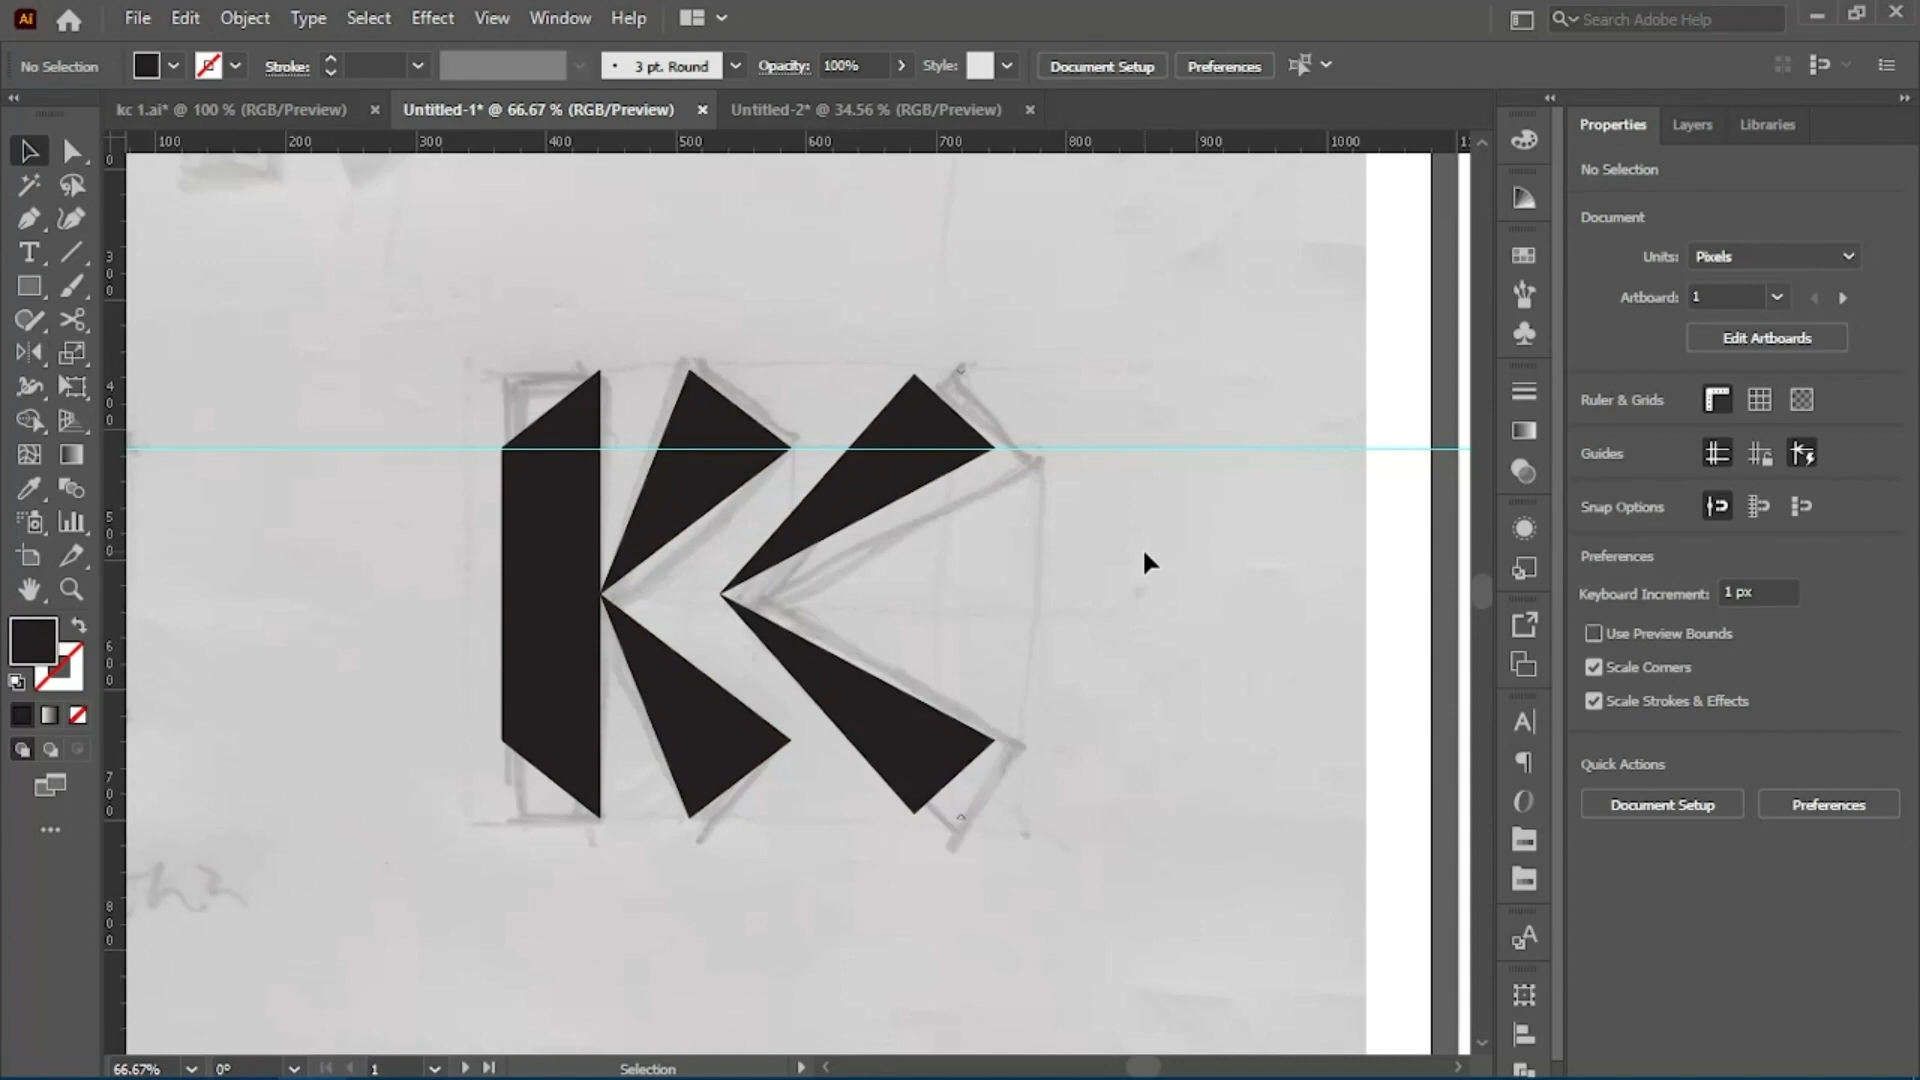 Ai File Edit Object Type Select Effect View Window Help Search Adobe Help
No Selection Stroke: 3 pt. Round Opacity: 100% Style: Document Setup Preferences
kc 1.ai* @ 100 % (RGB/Preview) × Untitled-1* @ 66.67 % (RGB/Preview) × Untitled-2* @ 34.56 % (RGB/Preview) ×
100 200 300 400 500 600 700 800 900 1000
0
300
400
500
600
700
800
Properties Layers Libraries
No Selection
Document
Units: Pixels
Artboard: 1
Edit Artboards
Ruler & Grids
Guides
Snap Options
Preferences
Keyboard Increment: 1 px
Use Preview Bounds
Scale Corners
Scale Strokes & Effects
Quick Actions
Document Setup Preferences
66.67% 0° 1 Selection